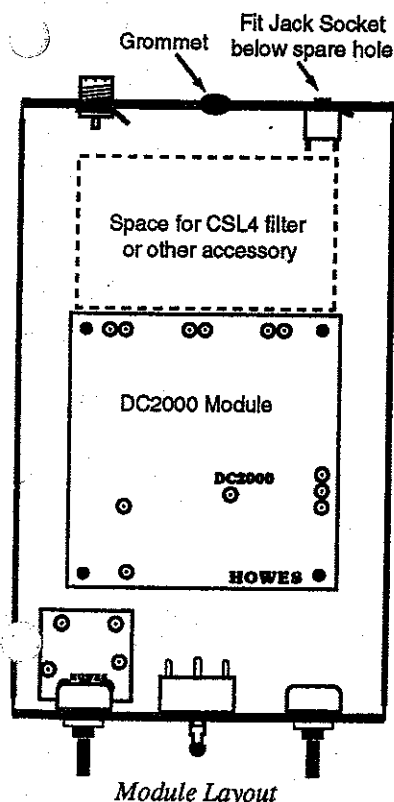 Fit Jack Socket
below spare hole
Grommet
Space for CSL4 filter
or other accessory
DC2000 Module
DC2000
HOWES
HOWES
Module Layout